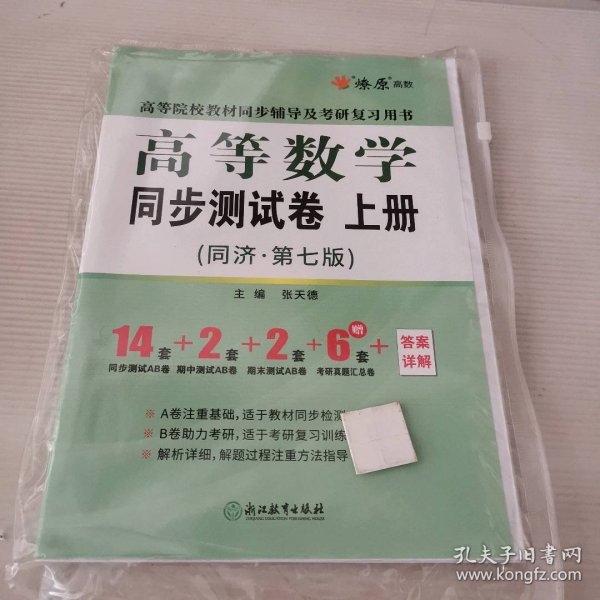 燎原 高数
高等院校教材同步辅导及考研复习用书
高等数学
同步测试卷 上册
(同济·第七版)
主编 张天德
14套+2套+2套+6套赠+答案详解
同步测试AB卷 期中测试AB卷 期末测试AB卷 考研真题汇总卷
※ A卷注重基础,适于教材同步检测
※ B卷助力考研,适于考研复习训练
※ 解析详细,解题过程注重方法指导
浙江教育出版社
ZHEJIANG EDUCATION PUBLISHING HOUSE
孔夫子旧书网
www.kongfz.com